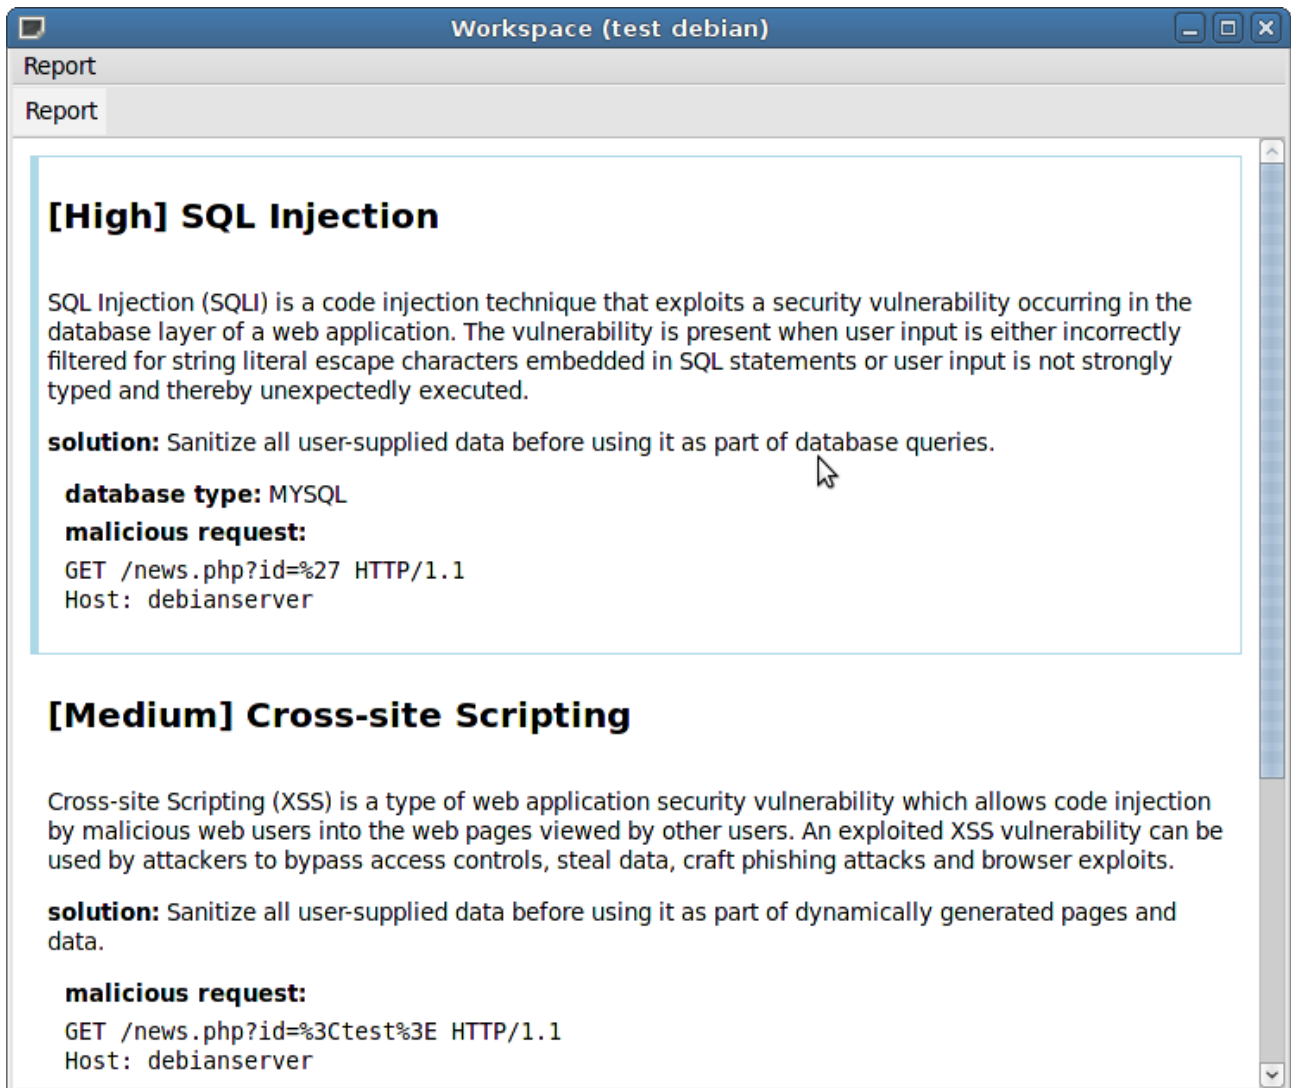 Workspace (test debian)
Report
Report
[High] SQL Injection
SQL Injection (SQLI) is a code injection technique that exploits a security vulnerability occurring in the
database layer of a web application. The vulnerability is present when user input is either incorrectly
filtered for string literal escape characters embedded in SQL statements or user input is not strongly
typed and thereby unexpectedly executed.
solution: Sanitize all user-supplied data before using it as part of database queries.
database type: MYSQL
malicious request:
GET /news.php?id=%27 HTTP/1.1
Host: debianserver
[Medium] Cross-site Scripting
Cross-site Scripting (XSS) is a type of web application security vulnerability which allows code injection
by malicious web users into the web pages viewed by other users. An exploited XSS vulnerability can be
used by attackers to bypass access controls, steal data, craft phishing attacks and browser exploits.
solution: Sanitize all user-supplied data before using it as part of dynamically generated pages and
data.
malicious request:
GET /news.php?id=%3Ctest%3E HTTP/1.1
Host: debianserver